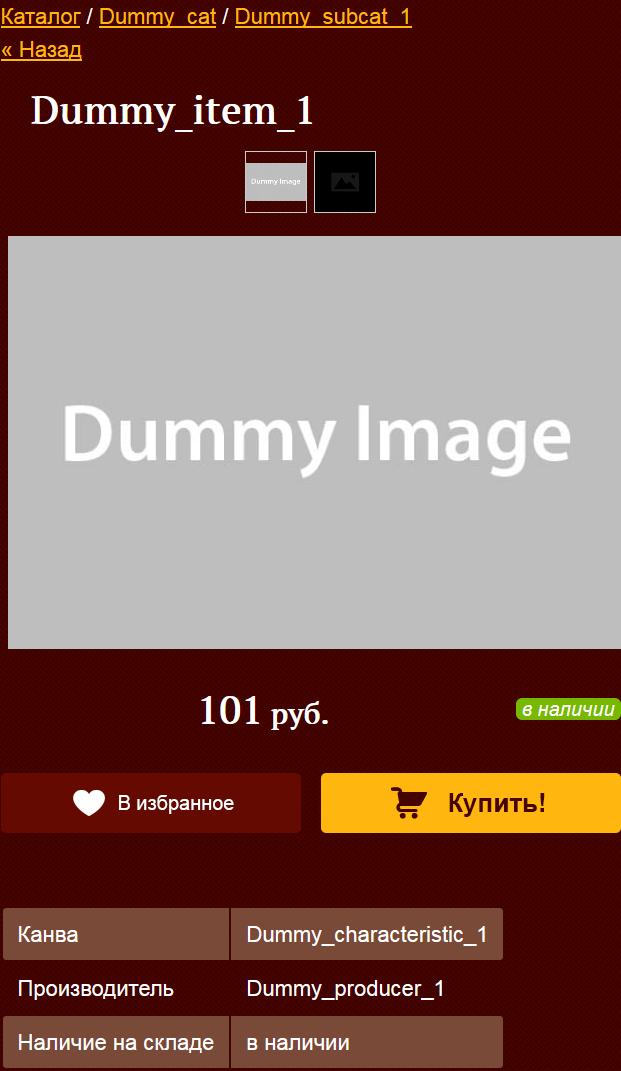 Каталог / Dummy_cat / Dummy_subcat_1
« Назад
Dummy_item_1
Dummy Image
Dummy Image
101 руб.
в наличии
В избранное
Купить!
Канва Dummy_characteristic_1
Производитель Dummy_producer_1
Наличие на складе в наличии